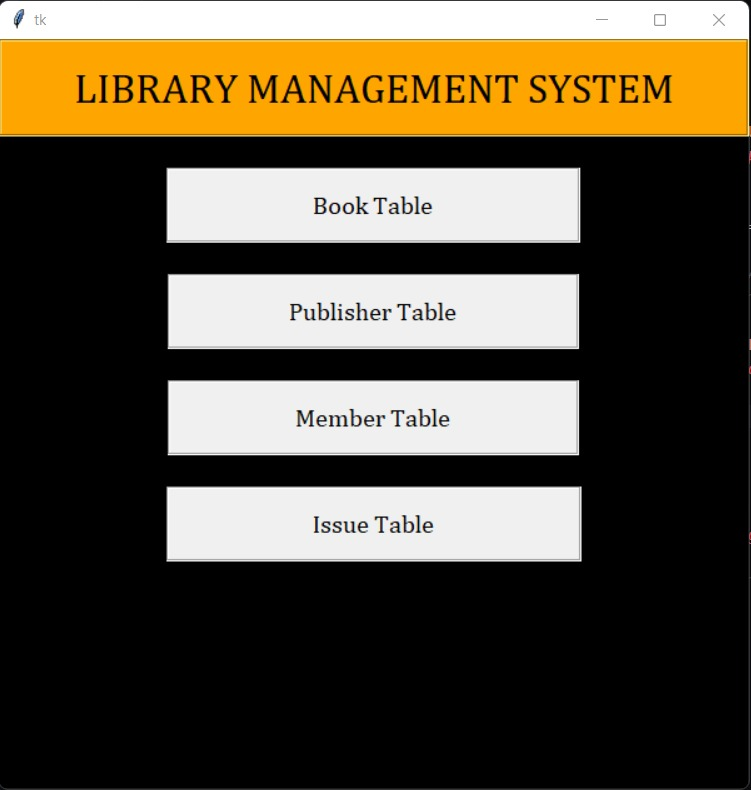 tk
LIBRARY MANAGEMENT SYSTEM
Book Table
Publisher Table
Member Table
Issue Table